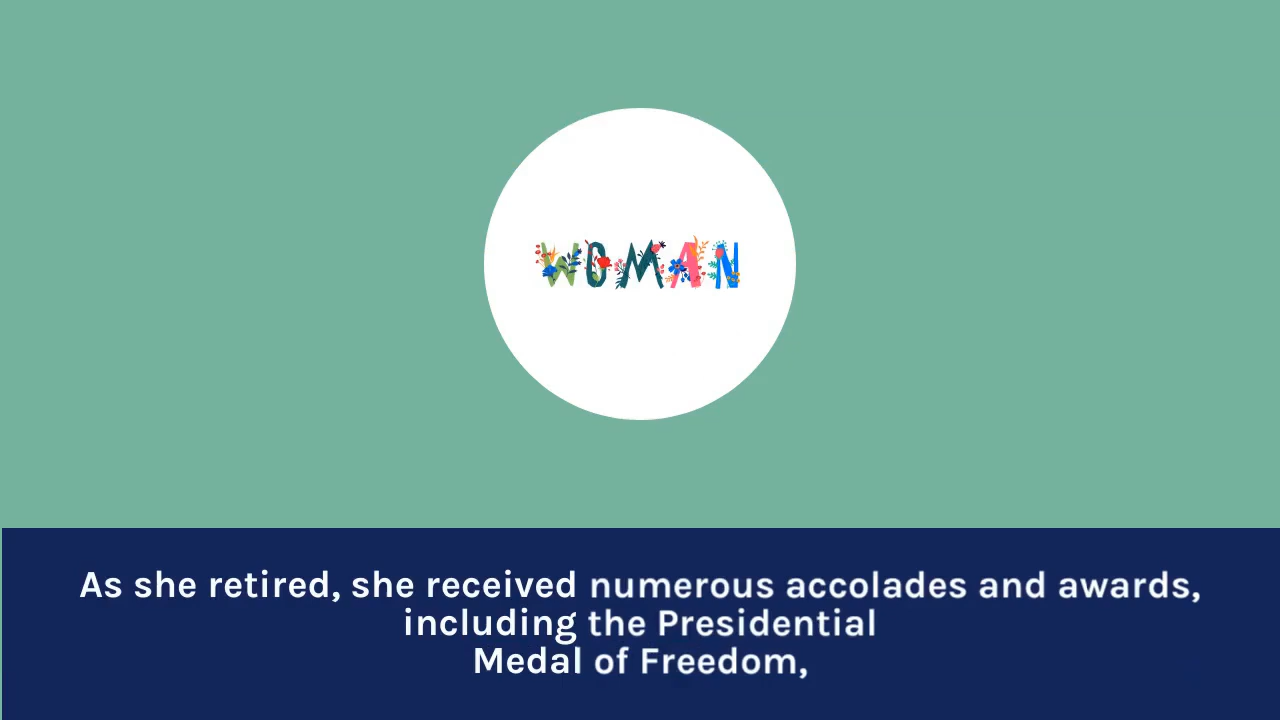 WOMAN
As she retired, she received numerous accolades and awards,
including the Presidential
Medal of Freedom,